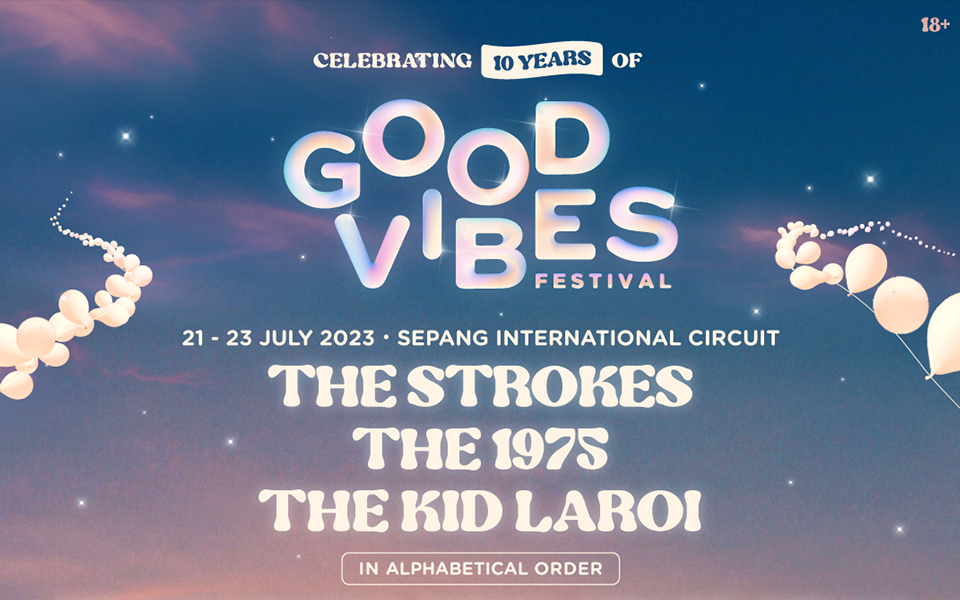 18+
CELEBRATING 10 YEARS OF
GOOD
VIBES
FESTIVAL
21 - 23 JULY 2023 • SEPANG INTERNATIONAL CIRCUIT
THE STROKES
THE 1975
THE KID LAROI
IN ALPHABETICAL ORDER